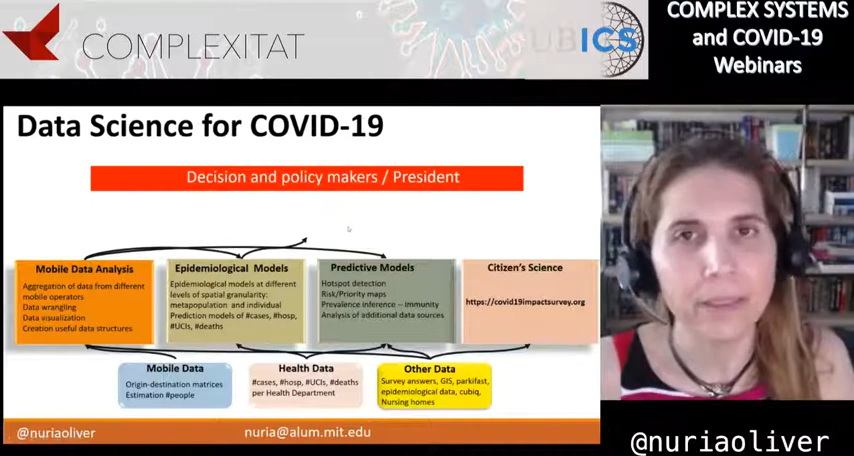 COMPLEXITAT
UBICS
COMPLEX SYSTEMS
and COVID-19
Webinars
Data Science for COVID-19
Decision and policy makers / President
Mobile Data Analysis
Aggregation of data from different
mobile operators
Data wrangling
Data visualization
Creation useful data structures
Epidemiological Models
Epidemiological models at different
levels of spatial granularity:
metapopulation and individual
Prediction models of #cases, #hosp,
#UCIs, #deaths
Predictive Models
Hotspot detection
Risk/Priority maps
Prevalence inference – Immunity
Analysis of additional data sources
Citizen's Science
https://covid19impactsurvey.org
Mobile Data
Origin-destination matrices
Estimation #people
Health Data
#cases, #hosp, #UCIs, #deaths
per Health Department
Other Data
Survey answers, GIS, parkifast,
epidemiological data, cubiq,
Nursing homes
@nuriaoliver
nuria@alum.mit.edu
@nuriaoliver